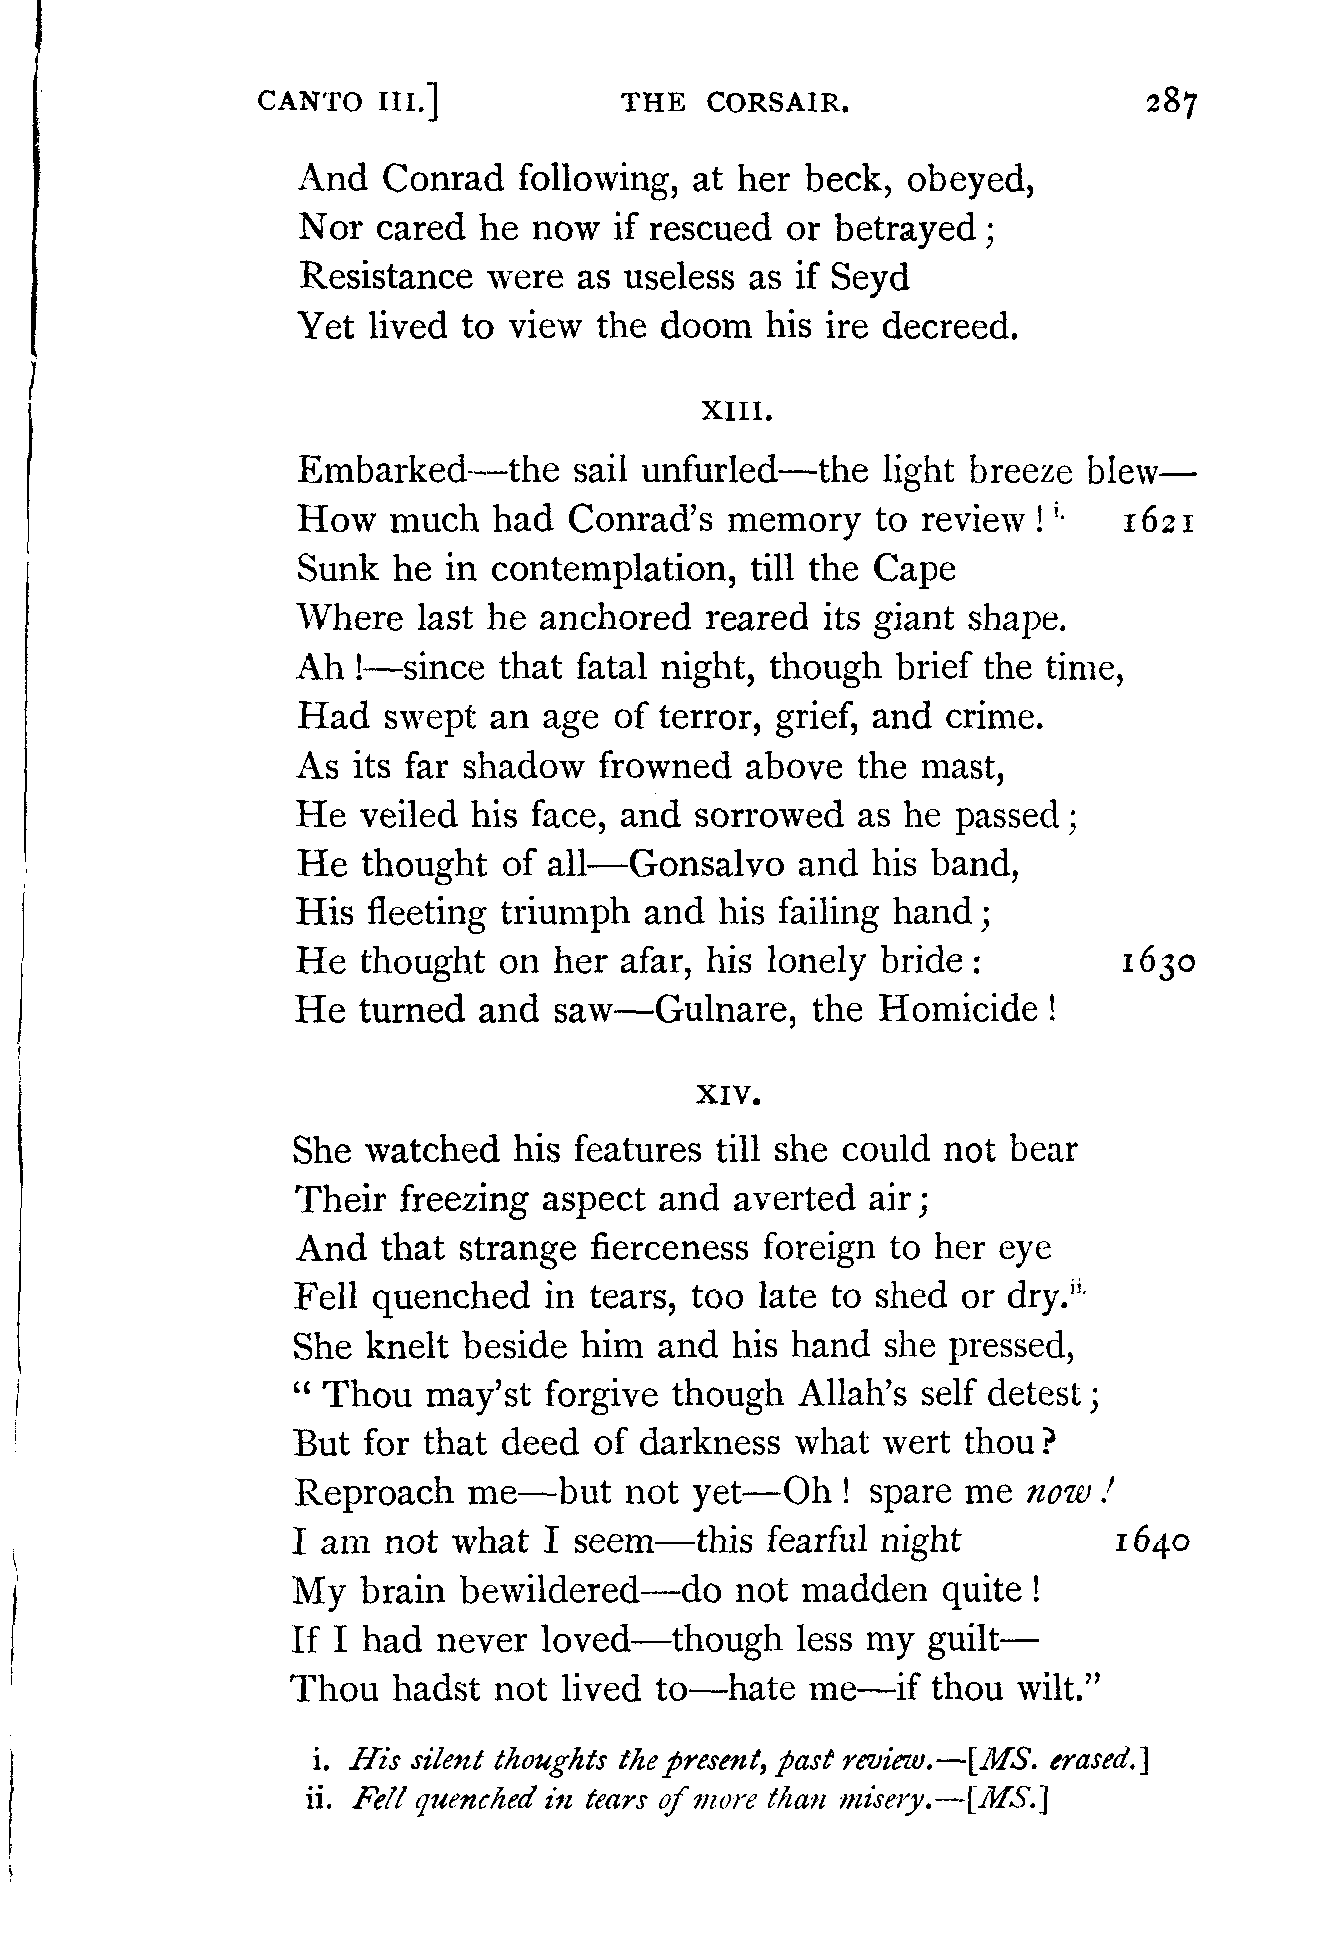 CANTO III.] THE CORSAIR. 287
And Conrad following, at her beck, obeyed,
Nor cared he now if rescued or betrayed ;
Resistance were as useless as if Seyd
Yet lived to view the doom his ire decreed.
XIII.
Embarked—the sail unfurled—the light breeze blew—
How much had Conrad's memory to review ! i. 1621
Sunk he in contemplation, till the Cape
Where last he anchored reared its giant shape.
Ah !—since that fatal night, though brief the time,
Had swept an age of terror, grief, and crime.
As its far shadow frowned above the mast,
He veiled his face, and sorrowed as he passed ;
He thought of all—Gonsalvo and his band,
His fleeting triumph and his failing hand ;
He thought on her afar, his lonely bride : 1630
He turned and saw—Gulnare, the Homicide !
XIV.
She watched his features till she could not bear
Their freezing aspect and averted air ;
And that strange fierceness foreign to her eye
Fell quenched in tears, too late to shed or dry.ii.
She knelt beside him and his hand she pressed,
" Thou may'st forgive though Allah's self detest ;
But for that deed of darkness what wert thou ?
Reproach me—but not yet—Oh ! spare me now !
I am not what I seem—this fearful night 1640
My brain bewildered—do not madden quite !
If I had never loved—though less my guilt—
Thou hadst not lived to—hate me—if thou wilt."
i. His silent thoughts the present, past review.—[MS. erased.]
ii. Fell quenched in tears of more than misery.—[MS.]